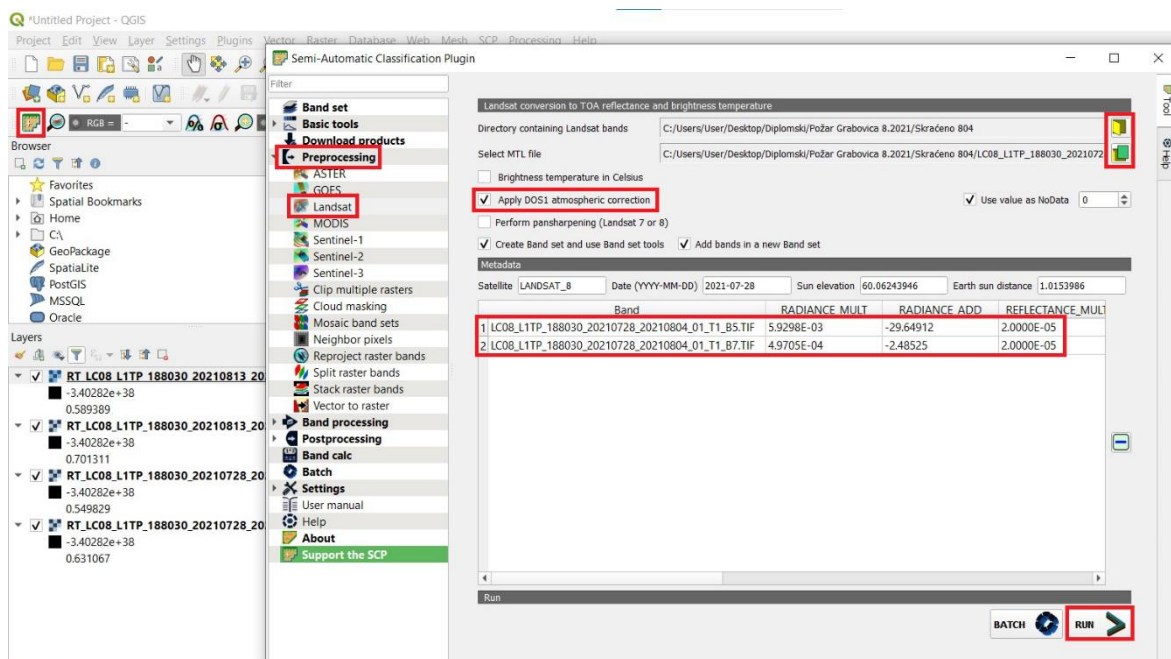 *Untitled Project - QGIS
Project Edit View Layer Settings Plugins Vector Raster Database Web Mesh SCP Processing Help
Semi-Automatic Classification Plugin
RGB = -
Browser
Favorites
Spatial Bookmarks
Home
C:\
GeoPackage
SpatiaLite
PostGIS
MSSQL
Oracle
Layers
RT_LC08_L1TP_188030_20210813_20
-3.40282e+38
0.589389
RT_LC08_L1TP_188030_20210813_20
-3.40282e+38
0.701311
RT_LC08_L1TP_188030_20210728_20
-3.40282e+38
0.549829
RT_LC08_L1TP_188030_20210728_20
-3.40282e+38
0.631067
Filter
Band set
Basic tools
Download products
Preprocessing
ASTER
GOES
Landsat
MODIS
Sentinel-1
Sentinel-2
Sentinel-3
Clip multiple rasters
Cloud masking
Mosaic band sets
Neighbor pixels
Reproject raster bands
Split raster bands
Stack raster bands
Vector to raster
Band processing
Postprocessing
Band calc
Batch
Settings
User manual
Help
About
Support the SCP
Landsat conversion to TOA reflectance and brightness temperature
Directory containing Landsat bands C:/Users/User/Desktop/Diplomski/Požar Grabovica 8.2021/Skraćeno 804
Select MTL file C:/Users/User/Desktop/Diplomski/Požar Grabovica 8.2021/Skraćeno 804/LC08_L1TP_188030_2021072
Brightness temperature in Celsius
Apply DOS1 atmospheric correction Use value as NoData 0
Perform pansharpening (Landsat 7 or 8)
Create Band set and use Band set tools Add bands in a new Band set
Metadata
Satellite LANDSAT_8 Date (YYYY-MM-DD) 2021-07-28 Sun elevation 60.06243946 Earth sun distance 1.0153986
Band RADIANCE_MULT RADIANCE_ADD REFLECTANCE_MULT
1 LC08_L1TP_188030_20210728_20210804_01_T1_B5.TIF 5.9298E-03 -29.64912 2.0000E-05
2 LC08_L1TP_188030_20210728_20210804_01_T1_B7.TIF 4.9705E-04 -2.48525 2.0000E-05
Run
BATCH RUN
Tool
Help